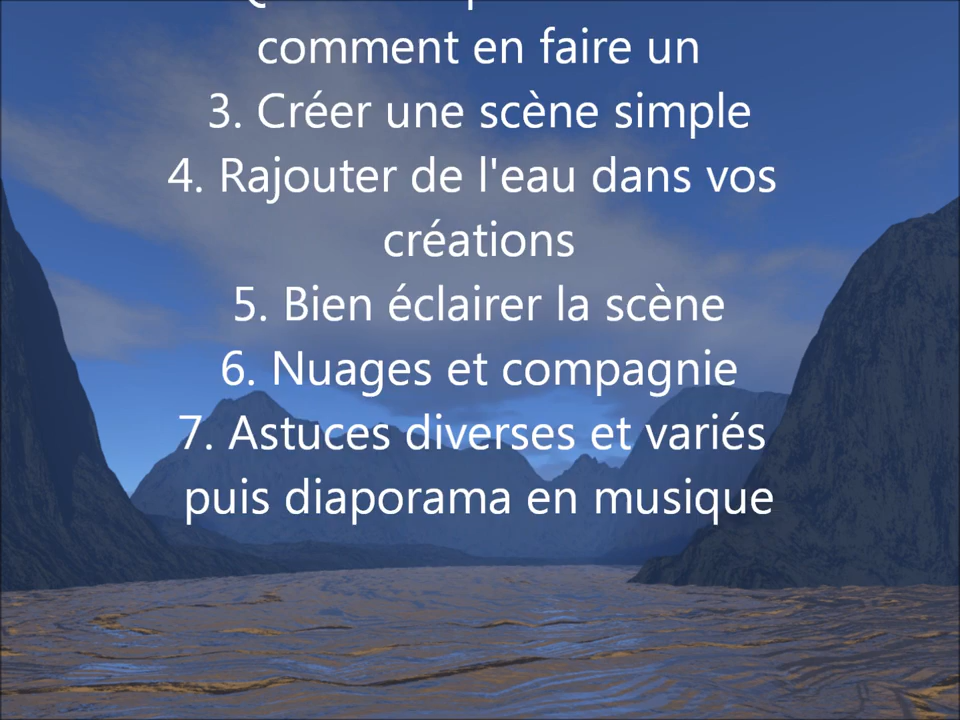 comment en faire un
3. Créer une scène simple
4. Rajouter de l'eau dans vos
créations
5. Bien éclairer la scène
6. Nuages et compagnie
7. Astuces diverses et variés
puis diaporama en musique